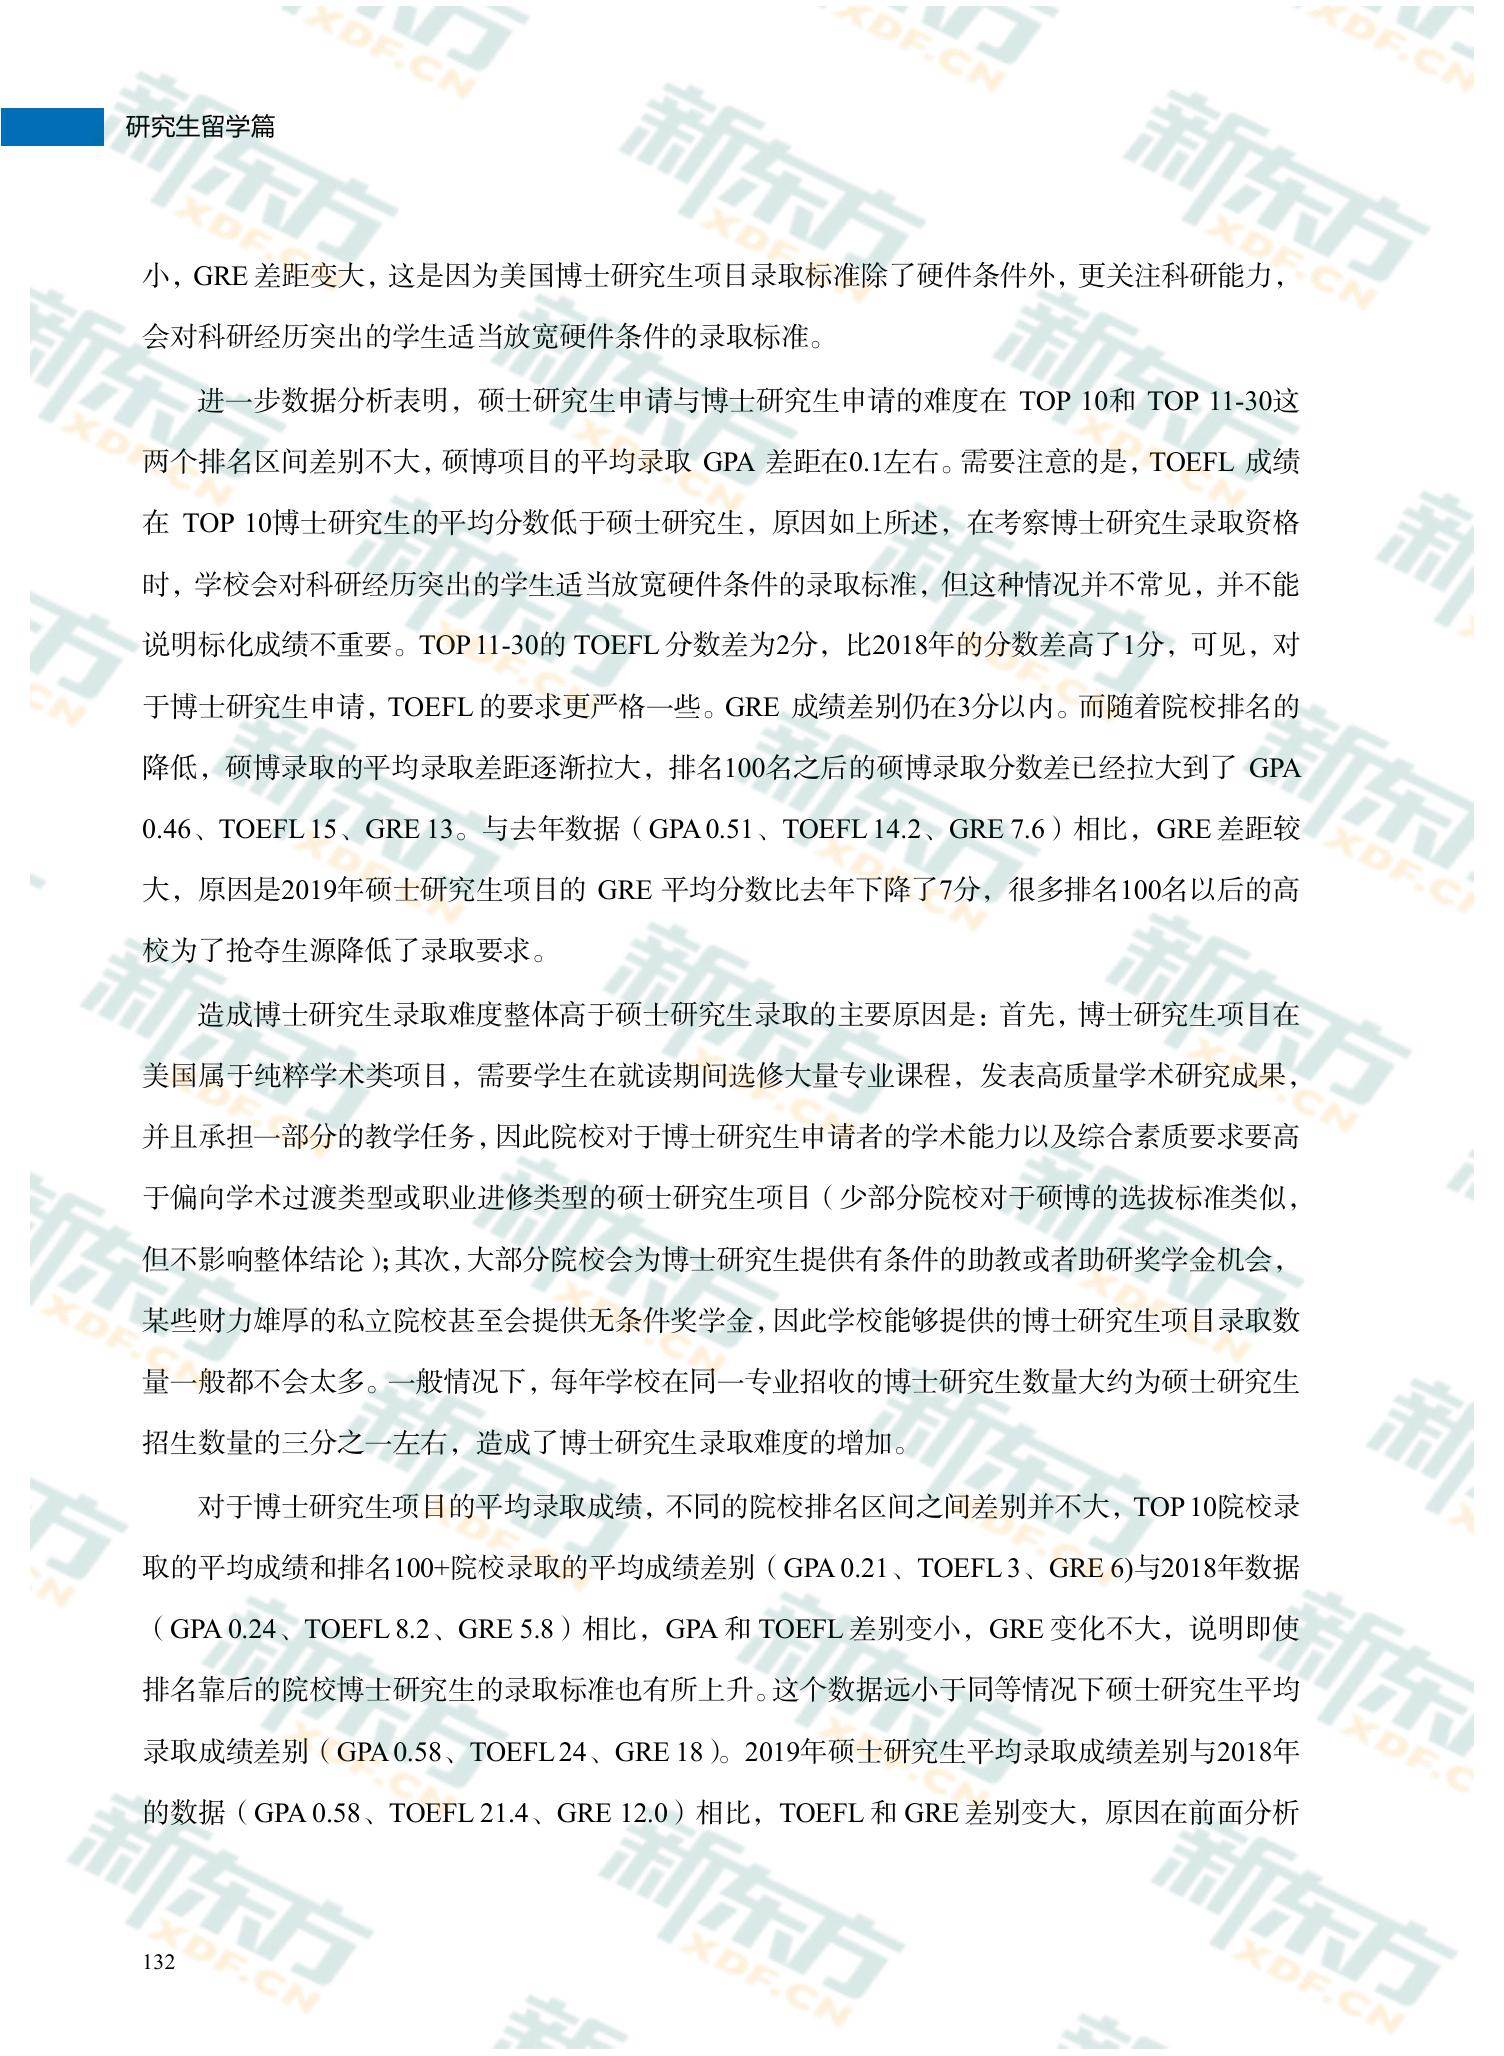 研究生留学篇
小，GRE 差距变大，这是因为美国博士研究生项目录取标准除了硬件条件外，更关注科研能力，
会对科研经历突出的学生适当放宽硬件条件的录取标准。
进一步数据分析表明，硕士研究生申请与博士研究生申请的难度在 TOP 10和 TOP 11-30这
两个排名区间差别不大，硕博项目的平均录取 GPA 差距在0.1左右。需要注意的是，TOEFL 成绩
在 TOP 10博士研究生的平均分数低于硕士研究生，原因如上所述，在考察博士研究生录取资格
时，学校会对科研经历突出的学生适当放宽硬件条件的录取标准，但这种情况并不常见，并不能
说明标化成绩不重要。TOP 11-30的 TOEFL 分数差为2分，比2018年的分数差高了1分，可见，对
于博士研究生申请，TOEFL 的要求更严格一些。GRE 成绩差别仍在3分以内。而随着院校排名的
降低，硕博录取的平均录取差距逐渐拉大，排名100名之后的硕博录取分数差已经拉大到了 GPA
0.46、TOEFL 15、GRE 13。与去年数据（GPA 0.51、TOEFL 14.2、GRE 7.6）相比，GRE 差距较
大，原因是2019年硕士研究生项目的 GRE 平均分数比去年下降了7分，很多排名100名以后的高
校为了抢夺生源降低了录取要求。
造成博士研究生录取难度整体高于硕士研究生录取的主要原因是：首先，博士研究生项目在
美国属于纯粹学术类项目，需要学生在就读期间选修大量专业课程，发表高质量学术研究成果，
并且承担一部分的教学任务，因此院校对于博士研究生申请者的学术能力以及综合素质要求要高
于偏向学术过渡类型或职业进修类型的硕士研究生项目（少部分院校对于硕博的选拔标准类似，
但不影响整体结论）；其次，大部分院校会为博士研究生提供有条件的助教或者助研奖学金机会，
某些财力雄厚的私立院校甚至会提供无条件奖学金，因此学校能够提供的博士研究生项目录取数
量一般都不会太多。一般情况下，每年学校在同一专业招收的博士研究生数量大约为硕士研究生
招生数量的三分之一左右，造成了博士研究生录取难度的增加。
对于博士研究生项目的平均录取成绩，不同的院校排名区间之间差别并不大，TOP 10院校录
取的平均成绩和排名100+院校录取的平均成绩差别（GPA 0.21、TOEFL 3、GRE 6)与2018年数据
（GPA 0.24、TOEFL 8.2、GRE 5.8）相比，GPA 和 TOEFL 差别变小，GRE 变化不大，说明即使
排名靠后的院校博士研究生的录取标准也有所上升。这个数据远小于同等情况下硕士研究生平均
录取成绩差别（GPA 0.58、TOEFL 24、GRE 18）。2019年硕士研究生平均录取成绩差别与2018年
的数据（GPA 0.58、TOEFL 21.4、GRE 12.0）相比，TOEFL 和 GRE 差别变大，原因在前面分析
132
新东方
XDF.CN